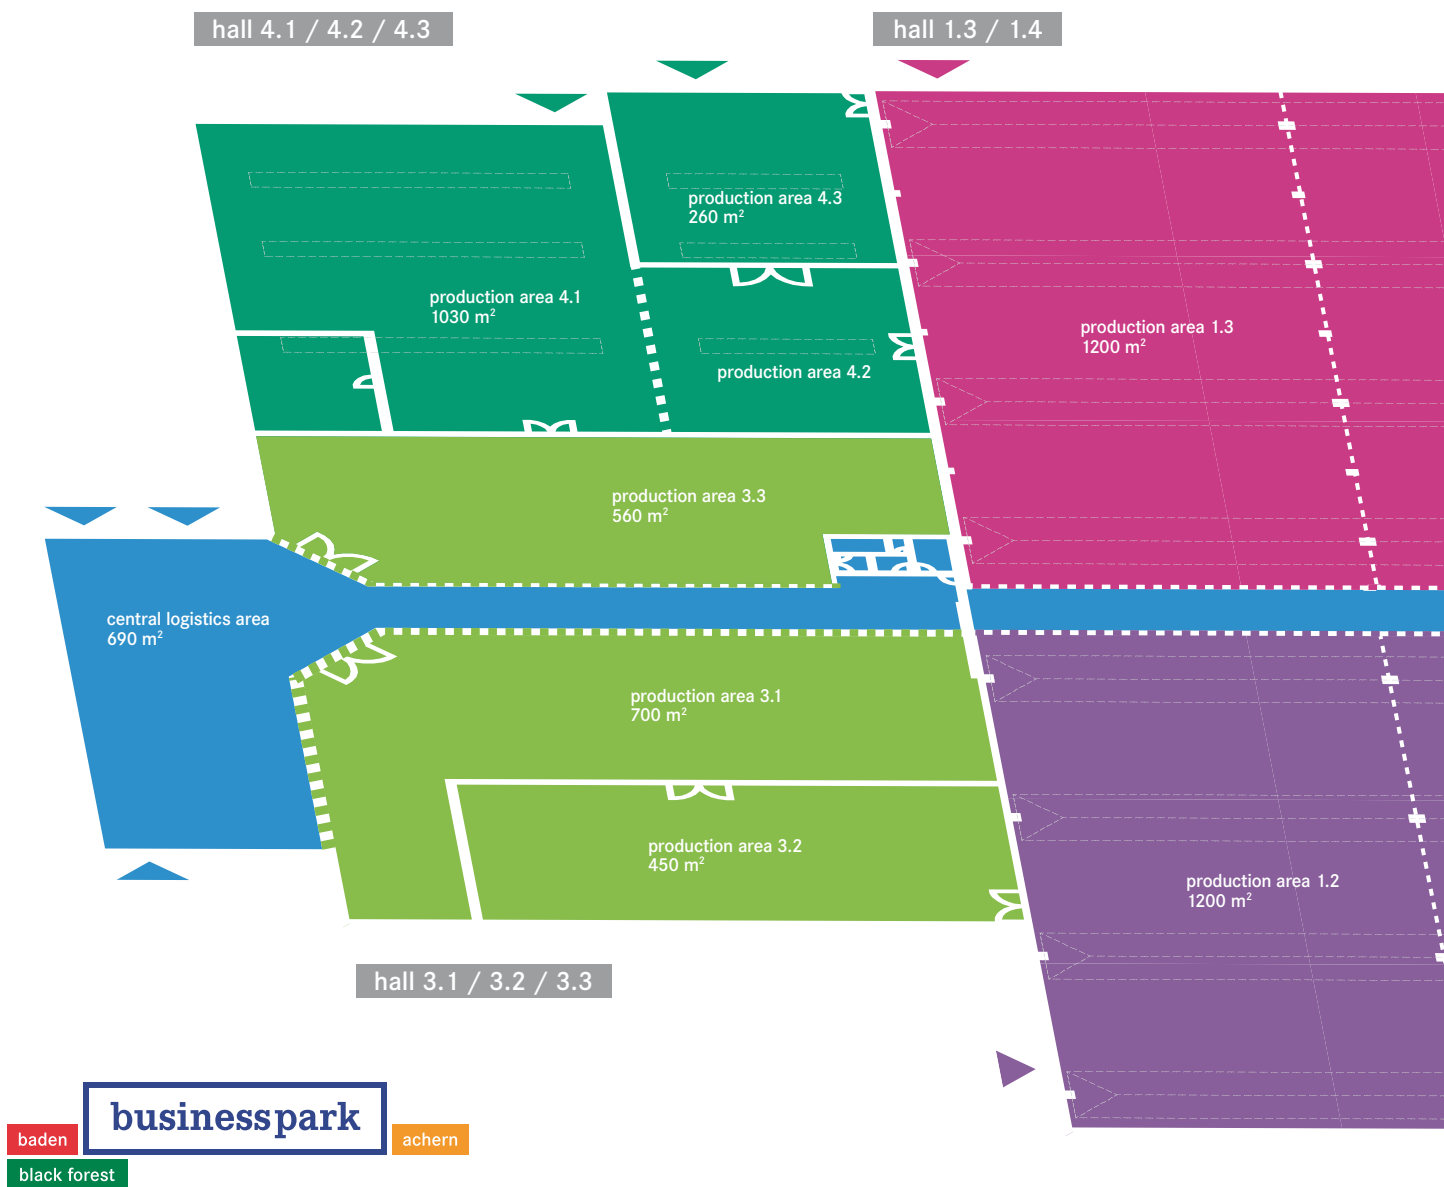 hall 4.1 / 4.2 / 4.3
hall 1.3 / 1.4
production area 4.3
260 m²
production area 4.1
1030 m²
production area 1.3
1200 m²
production area 4.2
production area 3.3
560 m²
central logistics area
690 m²
production area 3.1
700 m²
production area 3.2
450 m²
production area 1.2
1200 m²
hall 3.1 / 3.2 / 3.3
businesspark
baden
achern
black forest